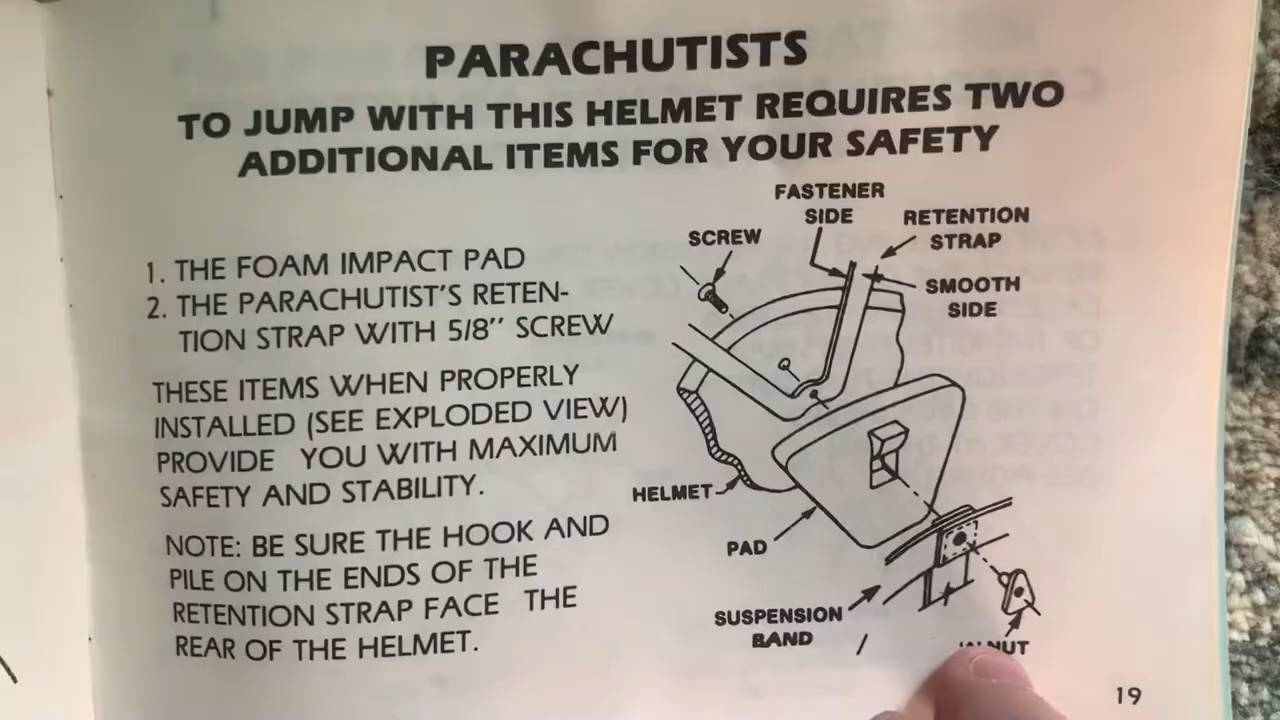 PARACHUTISTS
TO JUMP WITH THIS HELMET REQUIRES TWO
ADDITIONAL ITEMS FOR YOUR SAFETY
1. THE FOAM IMPACT PAD
2. THE PARACHUTIST'S RETEN-
TION STRAP WITH 5/8" SCREW
THESE ITEMS WHEN PROPERLY
INSTALLED (SEE EXPLODED VIEW)
PROVIDE YOU WITH MAXIMUM
SAFETY AND STABILITY.
NOTE: BE SURE THE HOOK AND
PILE ON THE ENDS OF THE
RETENTION STRAP FACE THE
REAR OF THE HELMET.
FASTENER
SIDE
RETENTION
STRAP
SCREW
SMOOTH
SIDE
HELMET
PAD
SUSPENSION
BAND
19